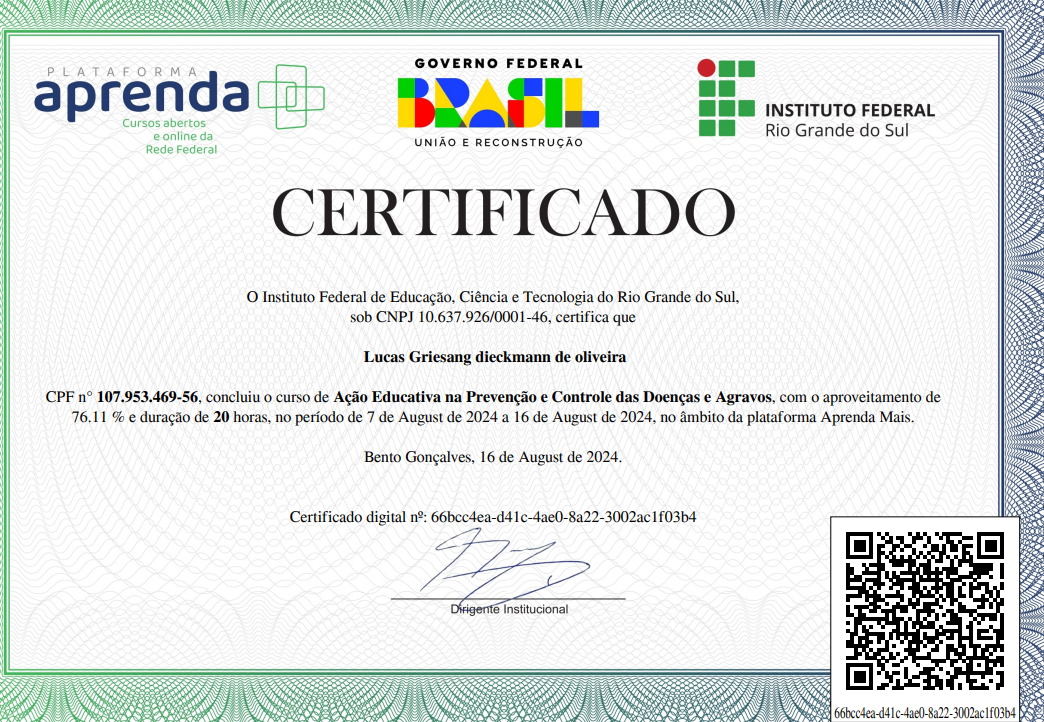 PLATAFORMA
aprenda
Cursos abertos
e online da
Rede Federal
GOVERNO FEDERAL
BRASIL
UNIÃO E RECONSTRUÇÃO
INSTITUTO FEDERAL
Rio Grande do Sul
CERTIFICADO
O Instituto Federal de Educação, Ciência e Tecnologia do Rio Grande do Sul,
sob CNPJ 10.637.926/0001-46, certifica que
Lucas Griesang dieckmann de oliveira
CPF n° 107.953.469-56, concluiu o curso de Ação Educativa na Prevenção e Controle das Doenças e Agravos, com o aproveitamento de
76.11 % e duração de 20 horas, no período de 7 de August de 2024 a 16 de August de 2024, no âmbito da plataforma Aprenda Mais.
Bento Gonçalves, 16 de August de 2024.
Certificado digital nº: 66bcc4ea-d41c-4ae0-8a22-3002ac1f03b4
Dirigente Institucional
66bcc4ea-d41c-4ae0-8a22-3002ac1f03b4